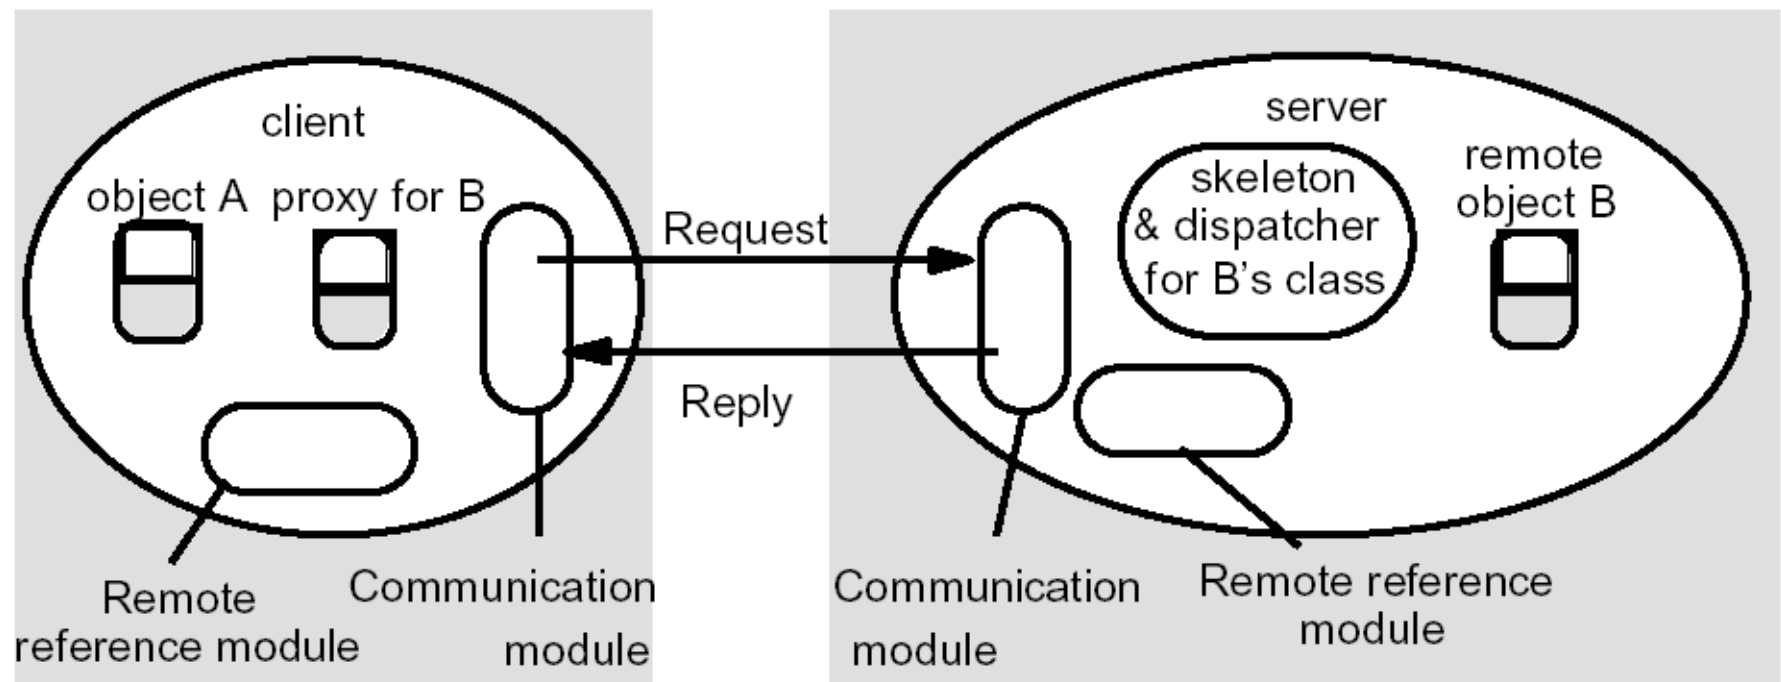 client
object A
proxy for B
Remote
reference module
Communication
module
Request
Reply
server
skeleton
& dispatcher
for B's class
remote
object B
Communication
module
Remote reference
module